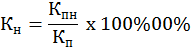 Кн = Кпн / Кп х 100%00%